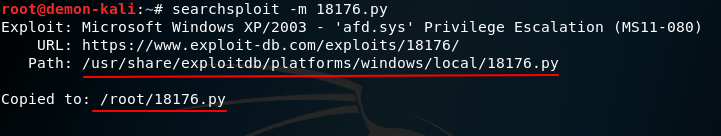 root@demon-kali:~# searchsploit -m 18176.py
Exploit: Microsoft Windows XP/2003 - 'afd.sys' Privilege Escalation (MS11-080)
URL: https://www.exploit-db.com/exploits/18176/
Path: /usr/share/exploitdb/platforms/windows/local/18176.py
Copied to: /root/18176.py